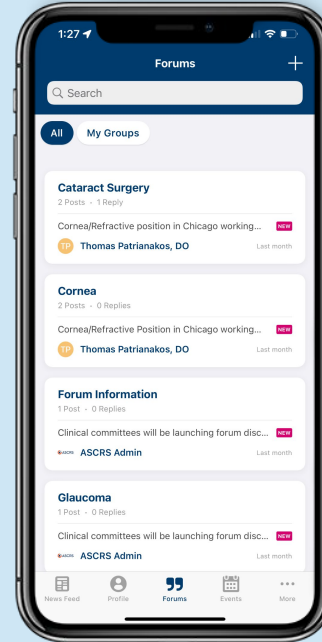 1:27
Forums
Search
All
My Groups
Cataract Surgery
2 Posts - 1 Reply
Cornea/Refractive position in Chicago working... NEW
TP Thomas Patrianakos, DO Last month
Cornea
2 Posts - 0 Replies
Cornea/Refractive Position in Chicago working... NEW
TP Thomas Patrianakos, DO Last month
Forum Information
1 Post - 0 Replies
Clinical committees will be launching forum disc... NEW
ASCRS ASCRS Admin Last month
Glaucoma
1 Post - 0 Replies
Clinical committees will be launching forum disc... NEW
ASCRS ASCRS Admin Last month
News Feed Profile Forums Events More